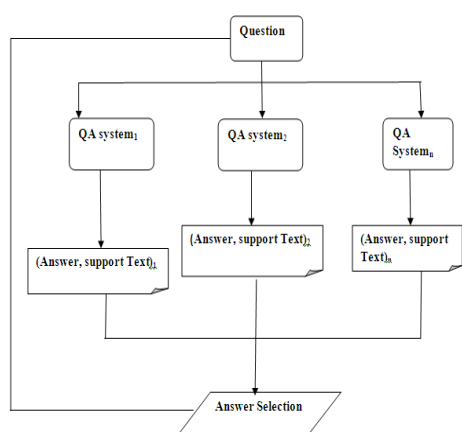 Question
QA system₁
QA system₂
QA
Systemₙ
(Answer, support Text)₁
(Answer, support Text)₂
(Answer, support
Text)ₙ
Answer Selection